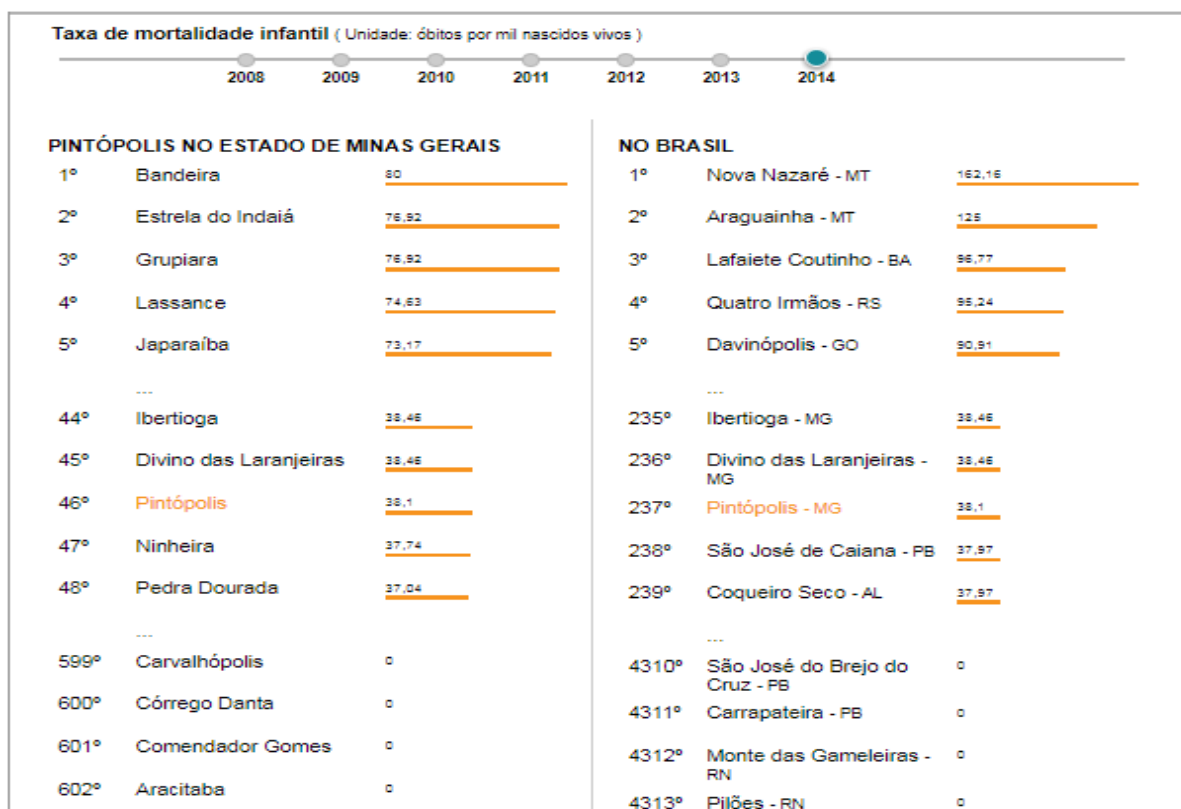 Taxa de mortalidade infantil ( Unidade: óbitos por mil nascidos vivos )
2008 2009 2010 2011 2012 2013 2014
PINTÓPOLIS NO ESTADO DE MINAS GERAIS
1º Bandeira 80
2º Estrela do Indaiá 76,92
3º Grupiara 76,92
4º Lassance 74,63
5º Japaraíba 73,17
---
44º Ibertioga 38,46
45º Divino das Laranjeiras 38,46
46º Pintópolis 38,1
47º Ninheira 37,74
48º Pedra Dourada 37,04
---
599º Carvalhópolis 0
600º Córrego Danta 0
601º Comendador Gomes 0
602º Aracitaba 0
NO BRASIL
1º Nova Nazaré - MT 162,16
2º Araguainha - MT 125
3º Lafaiete Coutinho - BA 96,77
4º Quatro Irmãos - RS 95,24
5º Davinópolis - GO 90,91
---
235º Ibertioga - MG 38,46
236º Divino das Laranjeiras - 38,46
MG
237º Pintópolis - MG 38,1
238º São José de Caiana - PB 37,97
239º Coqueiro Seco - AL 37,97
---
4310º São José do Brejo do 0
Cruz - PB
4311º Carrapateira - PB 0
4312º Monte das Gameleiras - 0
RN
4313º Pilões - RN 0